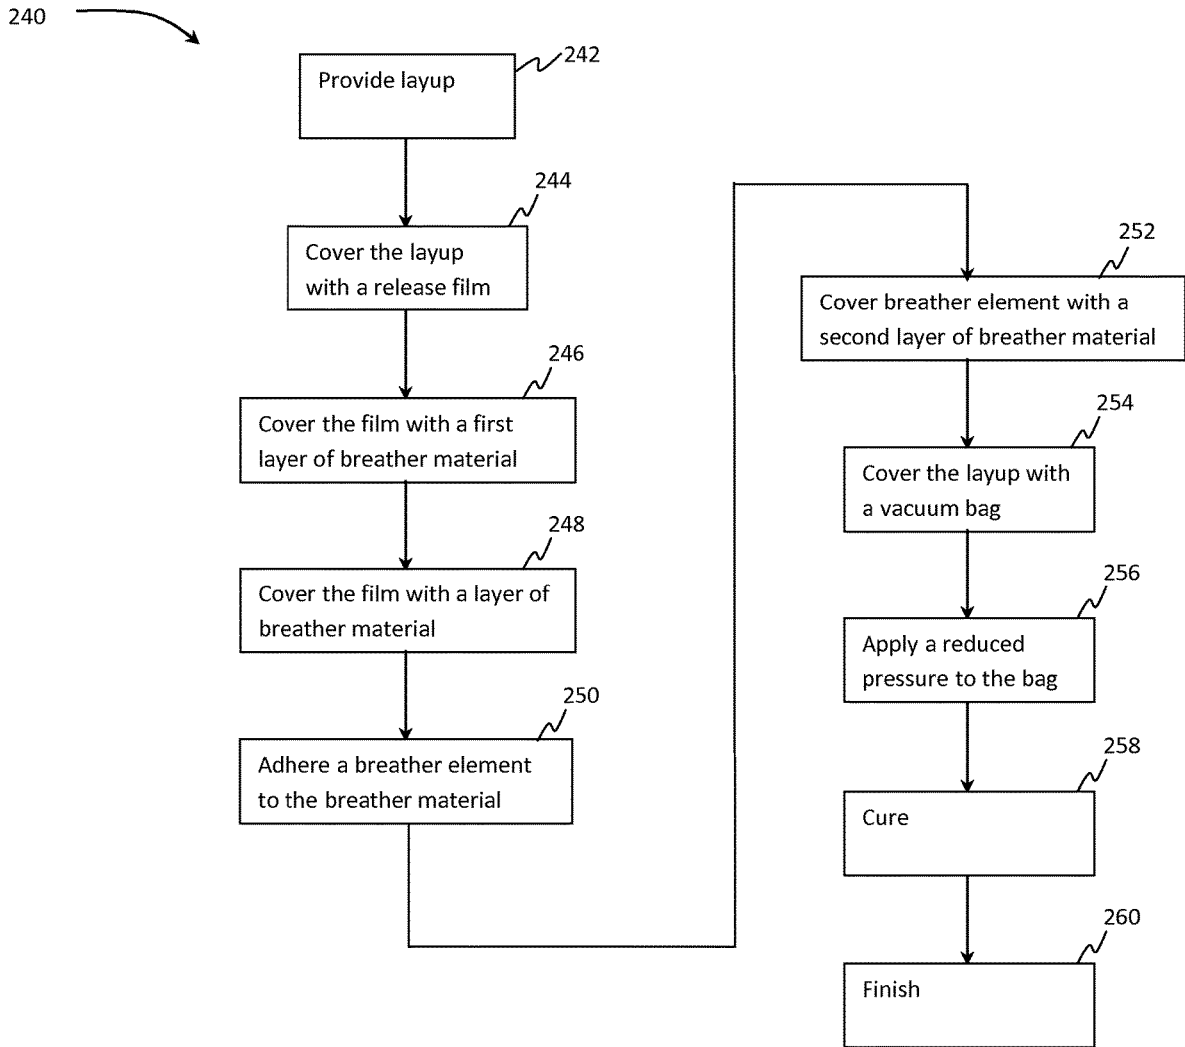 240
242
Provide layup
244
Cover the layup
with a release film
246
Cover the film with a first
layer of breather material
248
Cover the film with a layer of
breather material
250
Adhere a breather element
to the breather material
252
Cover breather element with a
second layer of breather material
254
Cover the layup with
a vacuum bag
256
Apply a reduced
pressure to the bag
258
Cure
260
Finish